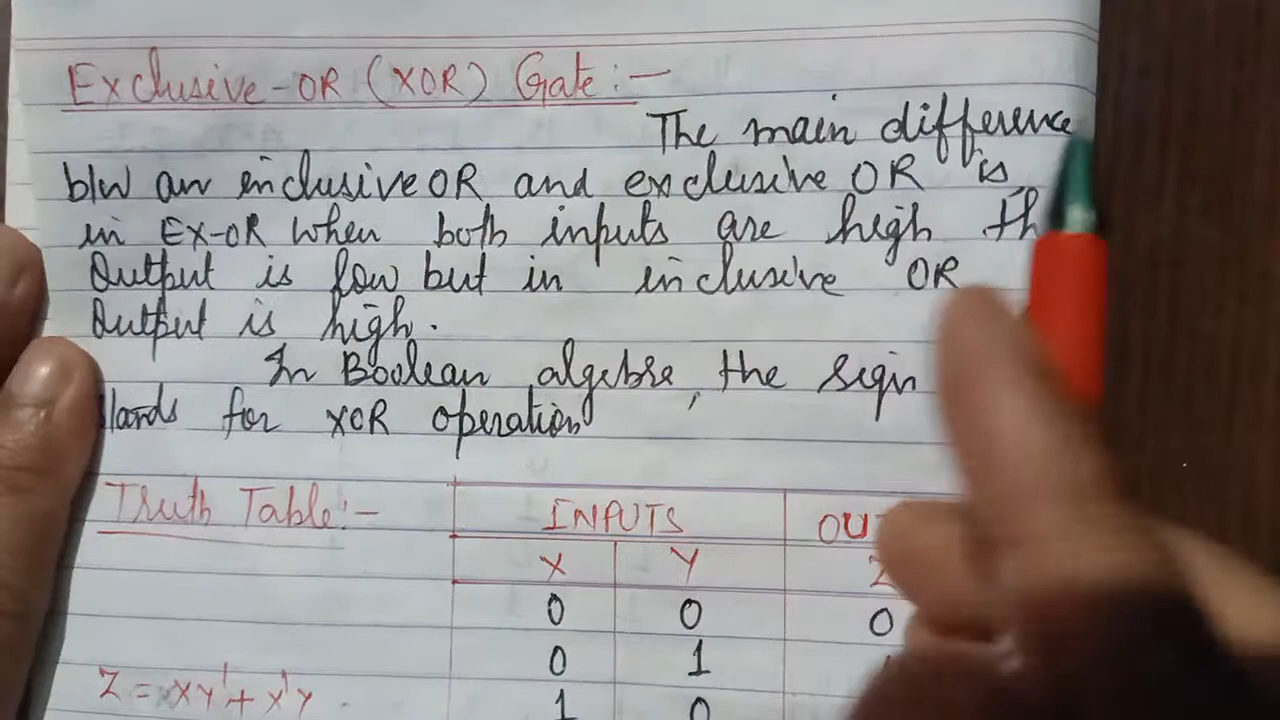 Exclusive-OR (XOR) Gate:-
The main difference
b/w an inclusive OR and exclusive OR is
in EX-OR when both inputs are high
Output is low but in inclusive OR
Output is high.
In Boolean algebra, the sign
for XOR operation
Truth Table:-
INPUTS
X Y
0 0 0
0 1
1 0
Z = XY' + X'Y.